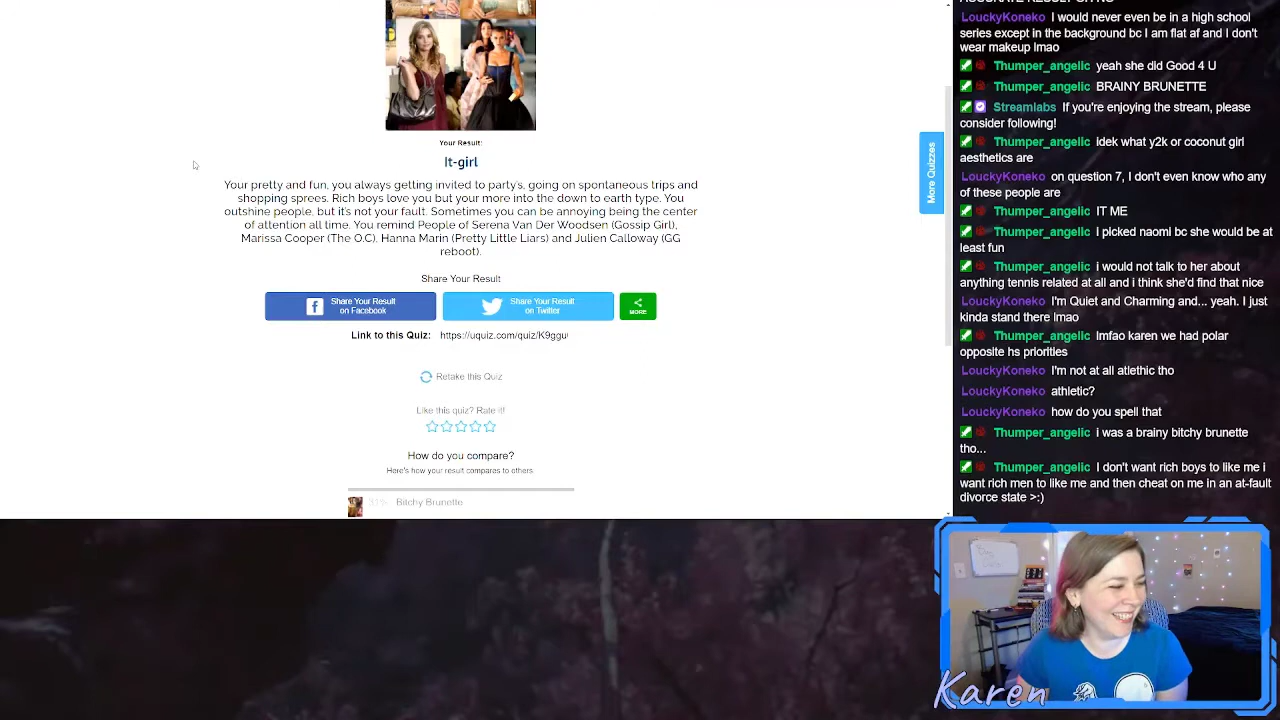 Your Result:
It-girl
Your pretty and fun, you always getting invited to party's, going on spontaneous trips and
shopping sprees. Rich boys love you but your more into the down to earth type. You
outshine people, but it's not your fault. Sometimes you can be annoying being the center
of attention all time. You remind People of Serena Van Der Woodsen (Gossip Girl),
Marissa Cooper (The O.C), Hanna Marin (Pretty Little Liars) and Julien Calloway (GG
reboot).
Share Your Result
Share Your Result
on Facebook
Share Your Result
on Twitter
MORE
Link to this Quiz: https://uquiz.com/quiz/K9ggu
Retake this Quiz
Like this quiz? Rate it!
How do you compare?
Here's how your result compares to others.
31% Bitchy Brunette
More Quizzes
LouckyKoneko I would never even be in a high school
series except in the background bc I am flat af and I don't
wear makeup lmao
Thumper_angelic yeah she did Good 4 U
Thumper_angelic BRAINY BRUNETTE
Streamlabs If you're enjoying the stream, please
consider following!
Thumper_angelic idek what y2k or coconut girl
aesthetics are
LouckyKoneko on question 7, I don't even know who any
of these people are
Thumper_angelic IT ME
Thumper_angelic I picked naomi bc she would be at
least fun
Thumper_angelic i would not talk to her about
anything tennis related at all and i think she'd find that nice
LouckyKoneko I'm Quiet and Charming and... yeah. I just
kinda stand there lmao
Thumper_angelic lmfao karen we had polar
opposite hs priorities
LouckyKoneko I'm not at all atlethic tho
LouckyKoneko athletic?
LouckyKoneko how do you spell that
Thumper_angelic i was a brainy bitchy brunette
tho...
Thumper_angelic I don't want rich boys to like me i
want rich men to like me and then cheat on me in an at-fault
divorce state >:)
Karen